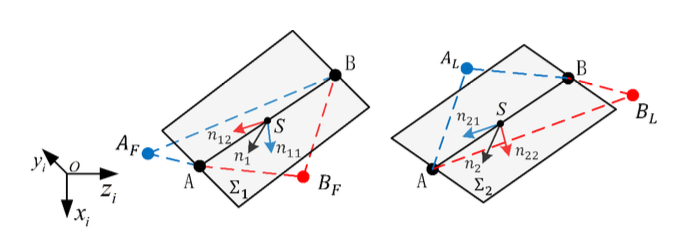 B
A_F
n_12
S
n_1
n_11
A
Σ_1
B_F
y_i
O
z_i
x_i
A_L
B
S
n_21
B_L
n_2
n_22
A
Σ_2